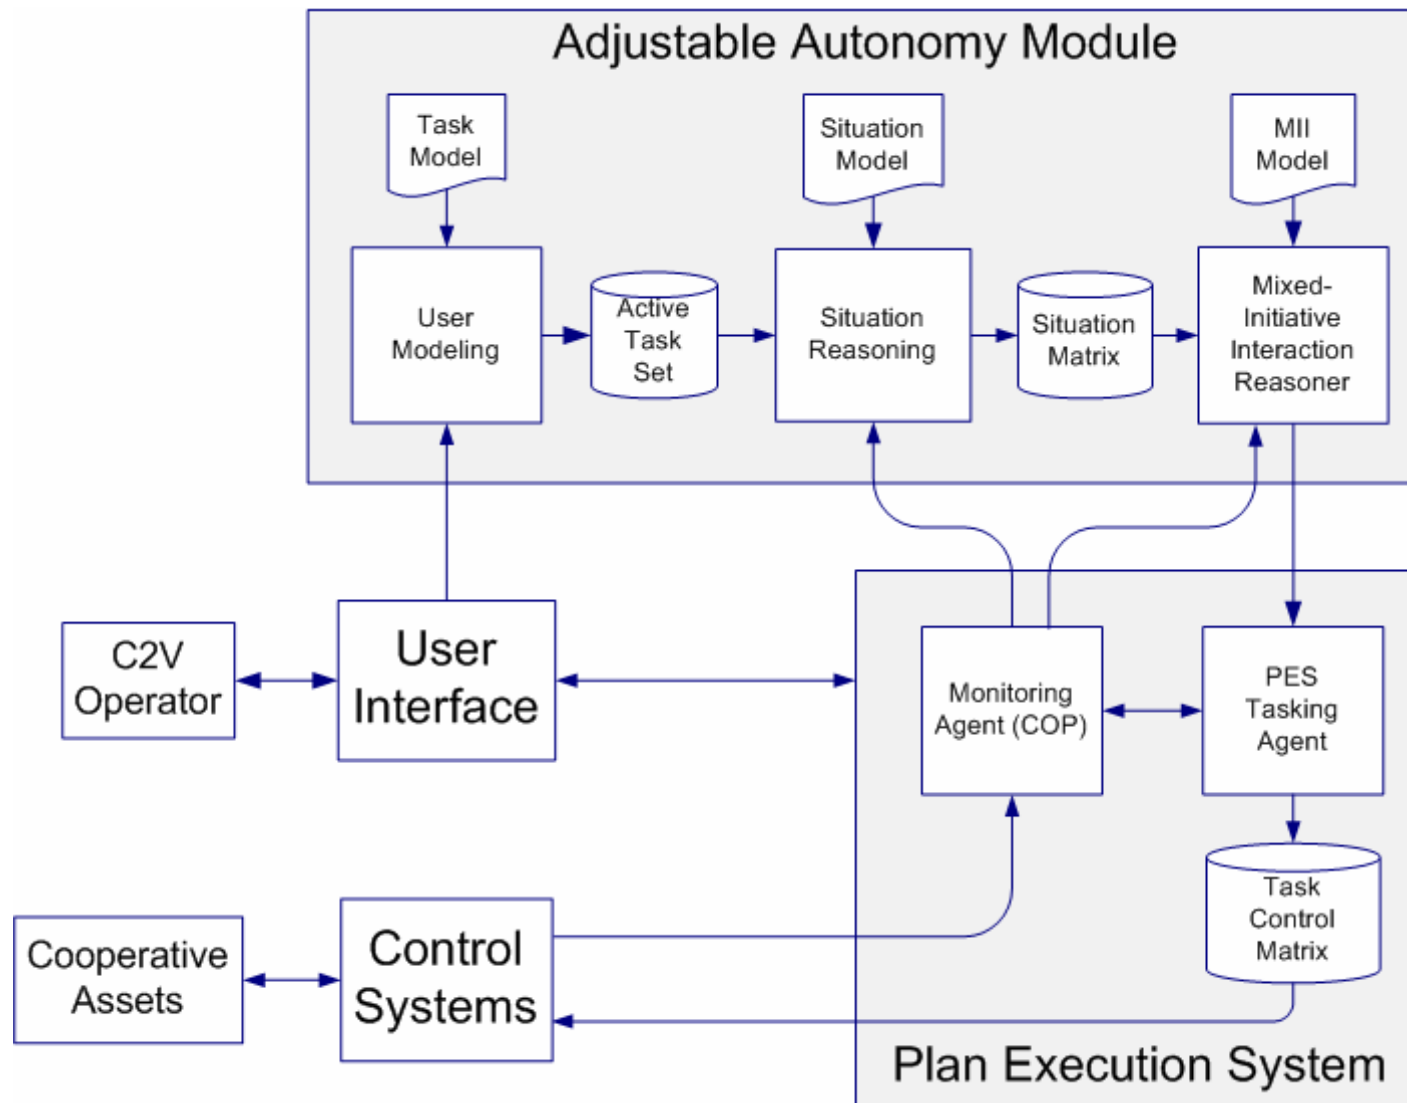 Adjustable Autonomy Module
Task
Model
Situation
Model
MII
Model
User
Modeling
Active
Task
Set
Situation
Reasoning
Situation
Matrix
Mixed-
Initiative
Interaction
Reasoner
C2V
Operator
User
Interface
Monitoring
Agent (COP)
PES
Tasking
Agent
Task
Control
Matrix
Cooperative
Assets
Control
Systems
Plan Execution System